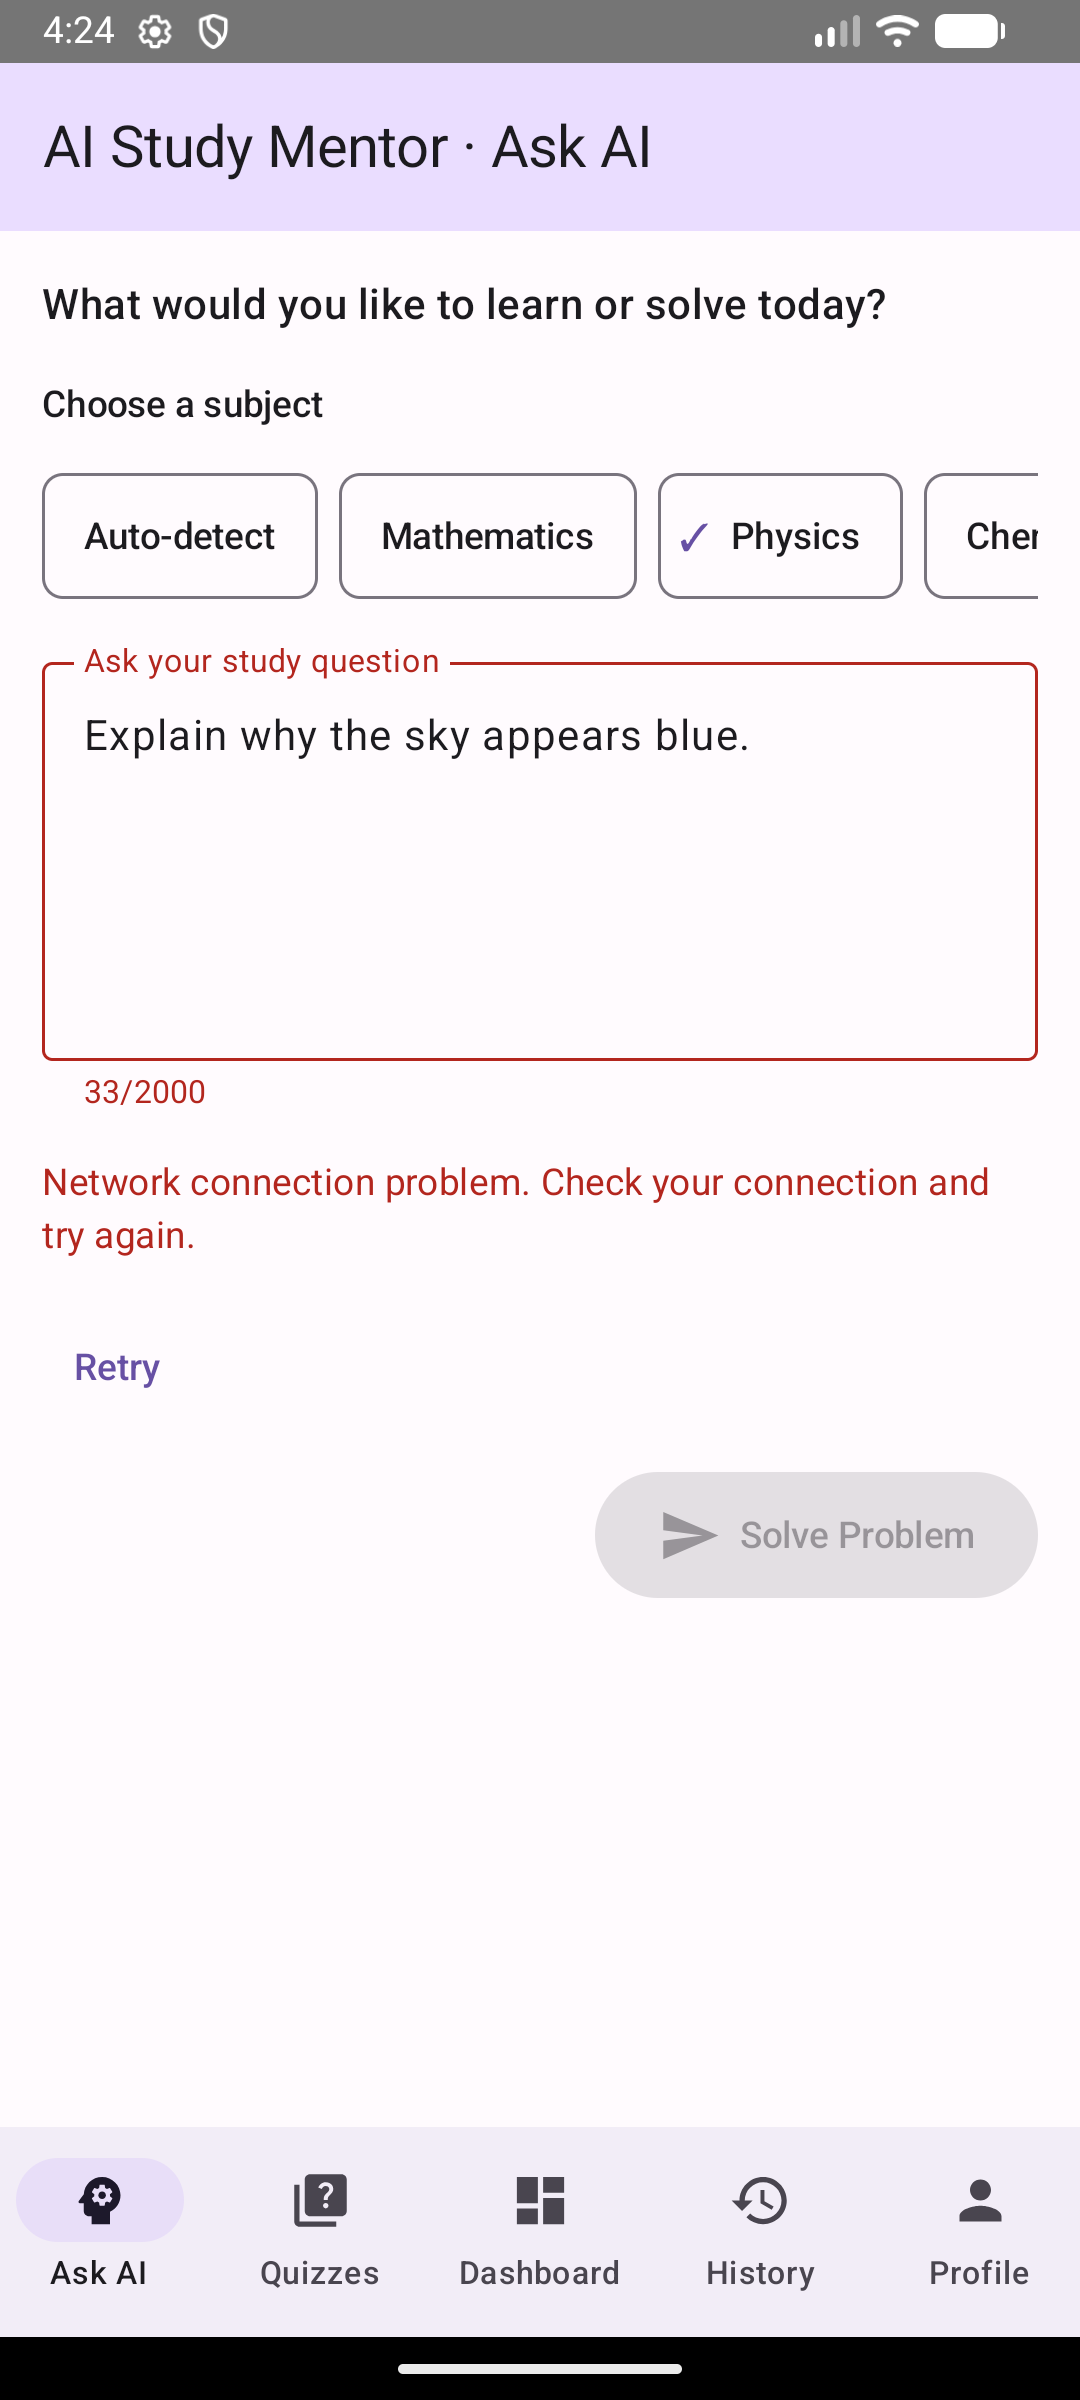 4:24
AI Study Mentor · Ask AI
What would you like to learn or solve today?
Choose a subject
Auto-detect
Mathematics
✓ Physics
Cher
Ask your study question
Explain why the sky appears blue.
33/2000
Network connection problem. Check your connection and
try again.
Retry
Solve Problem
Ask AI
Quizzes
Dashboard
History
Profile